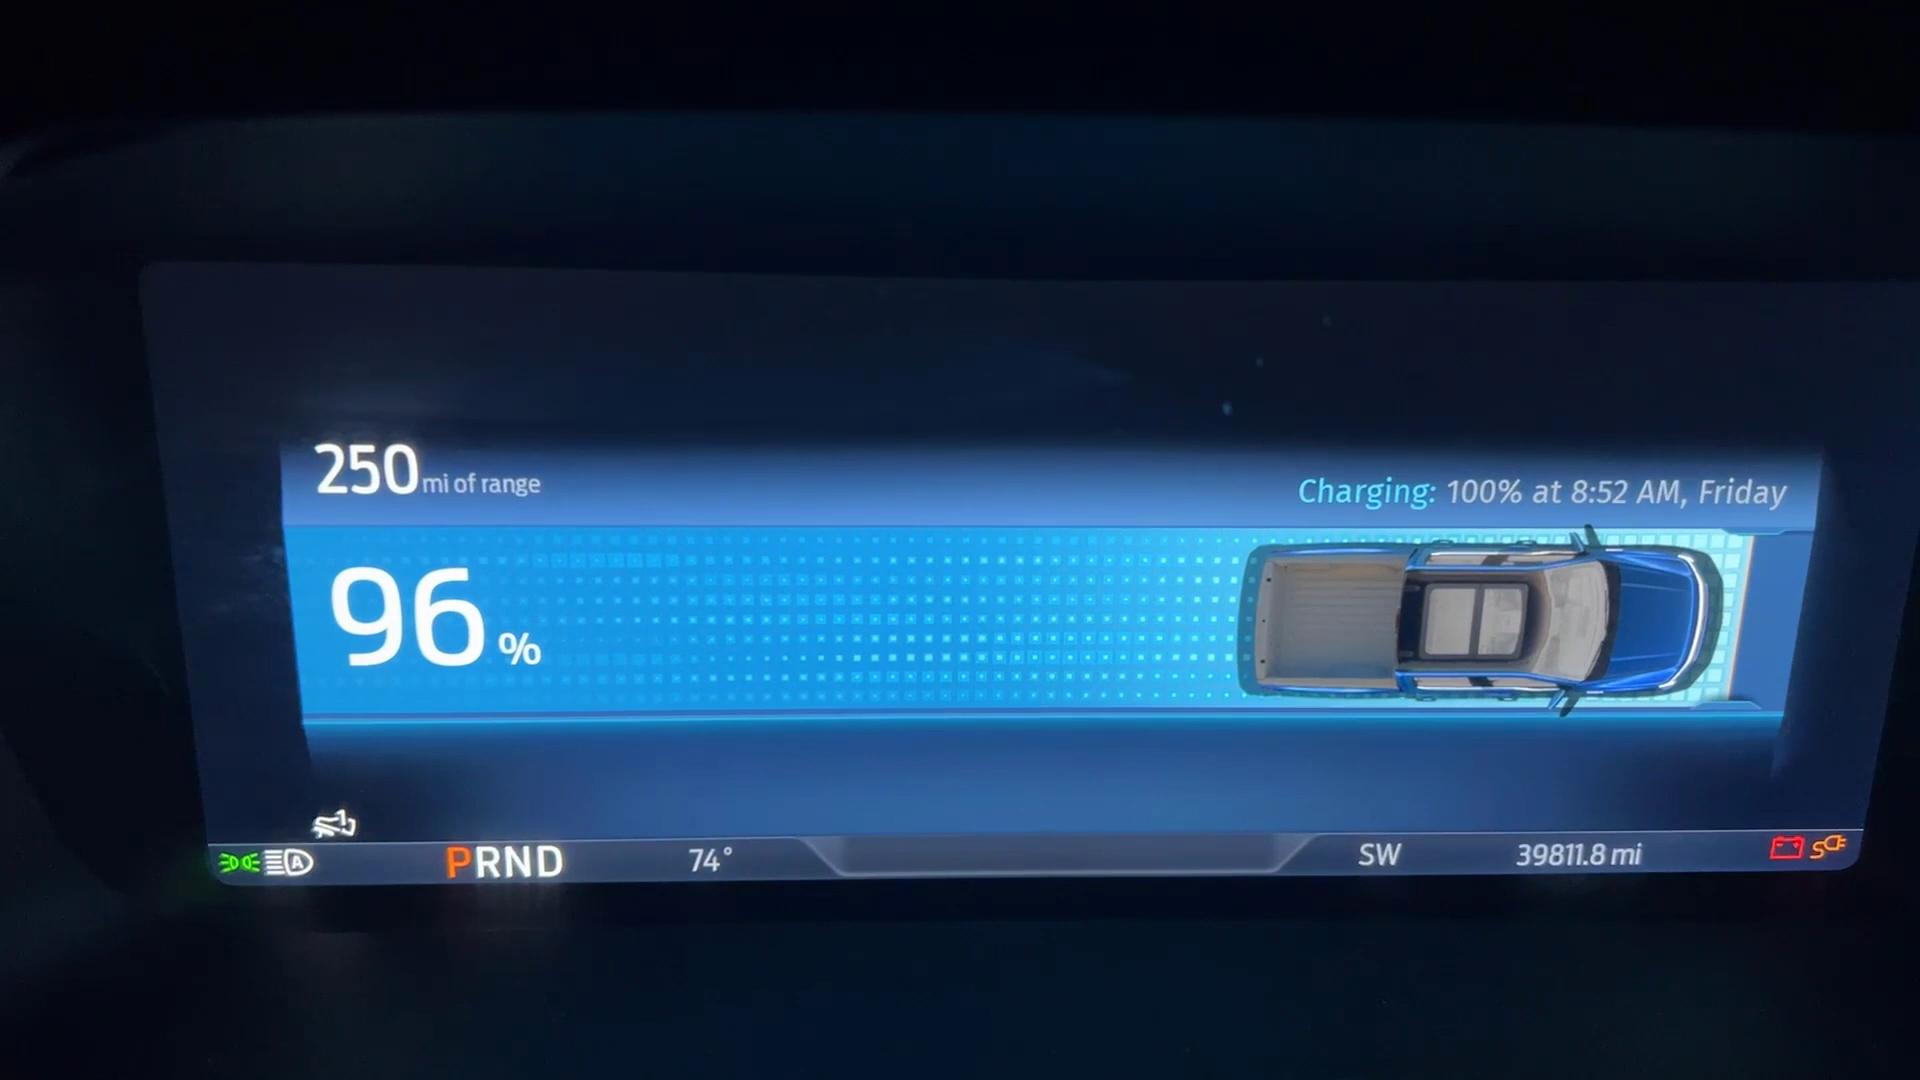 250 mi of range
Charging: 100% at 8:52 AM, Friday
96 %
A
PRND 74° SW 39811.8 mi